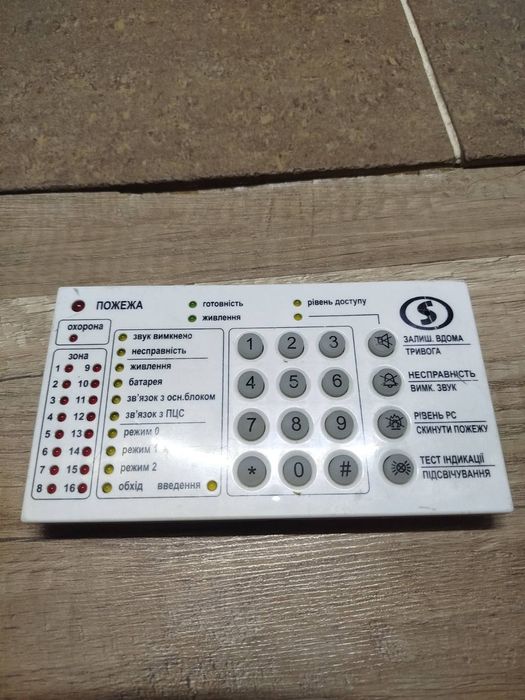 ПОЖЕЖА
готовність
рівень доступу
живлення
S
охорона
звук вимкнено
несправність
зона
1 9
2 10
3 11
4 12
5 13
6 14
7 15
8 16
живлення
батарея
зв'язок з осн.блоком
зв'язок з ПЦС
режим 0
режим 1
режим 2
обхід введення
1 2 3
4 5 6
7 8 9
* 0 #
ЗАЛИШ. ВДОМА
ТРИВОГА
НЕСПРАВНІСТЬ
ВИМК. ЗВУК
РІВЕНЬ РС
СКИНУТИ ПОЖЕЖУ
ТЕСТ ІНДИКАЦІЇ
ПІДСВІЧУВАННЯ